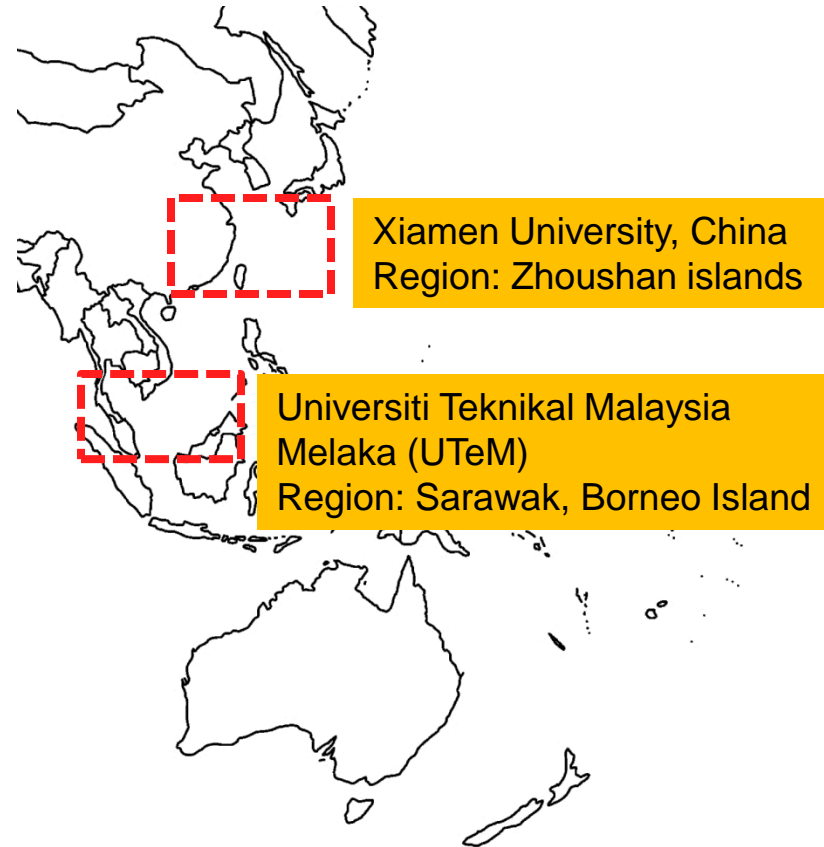 Xiamen University, China
Region: Zhoushan islands
Universiti Teknikal Malaysia
Melaka (UTeM)
Region: Sarawak, Borneo Island